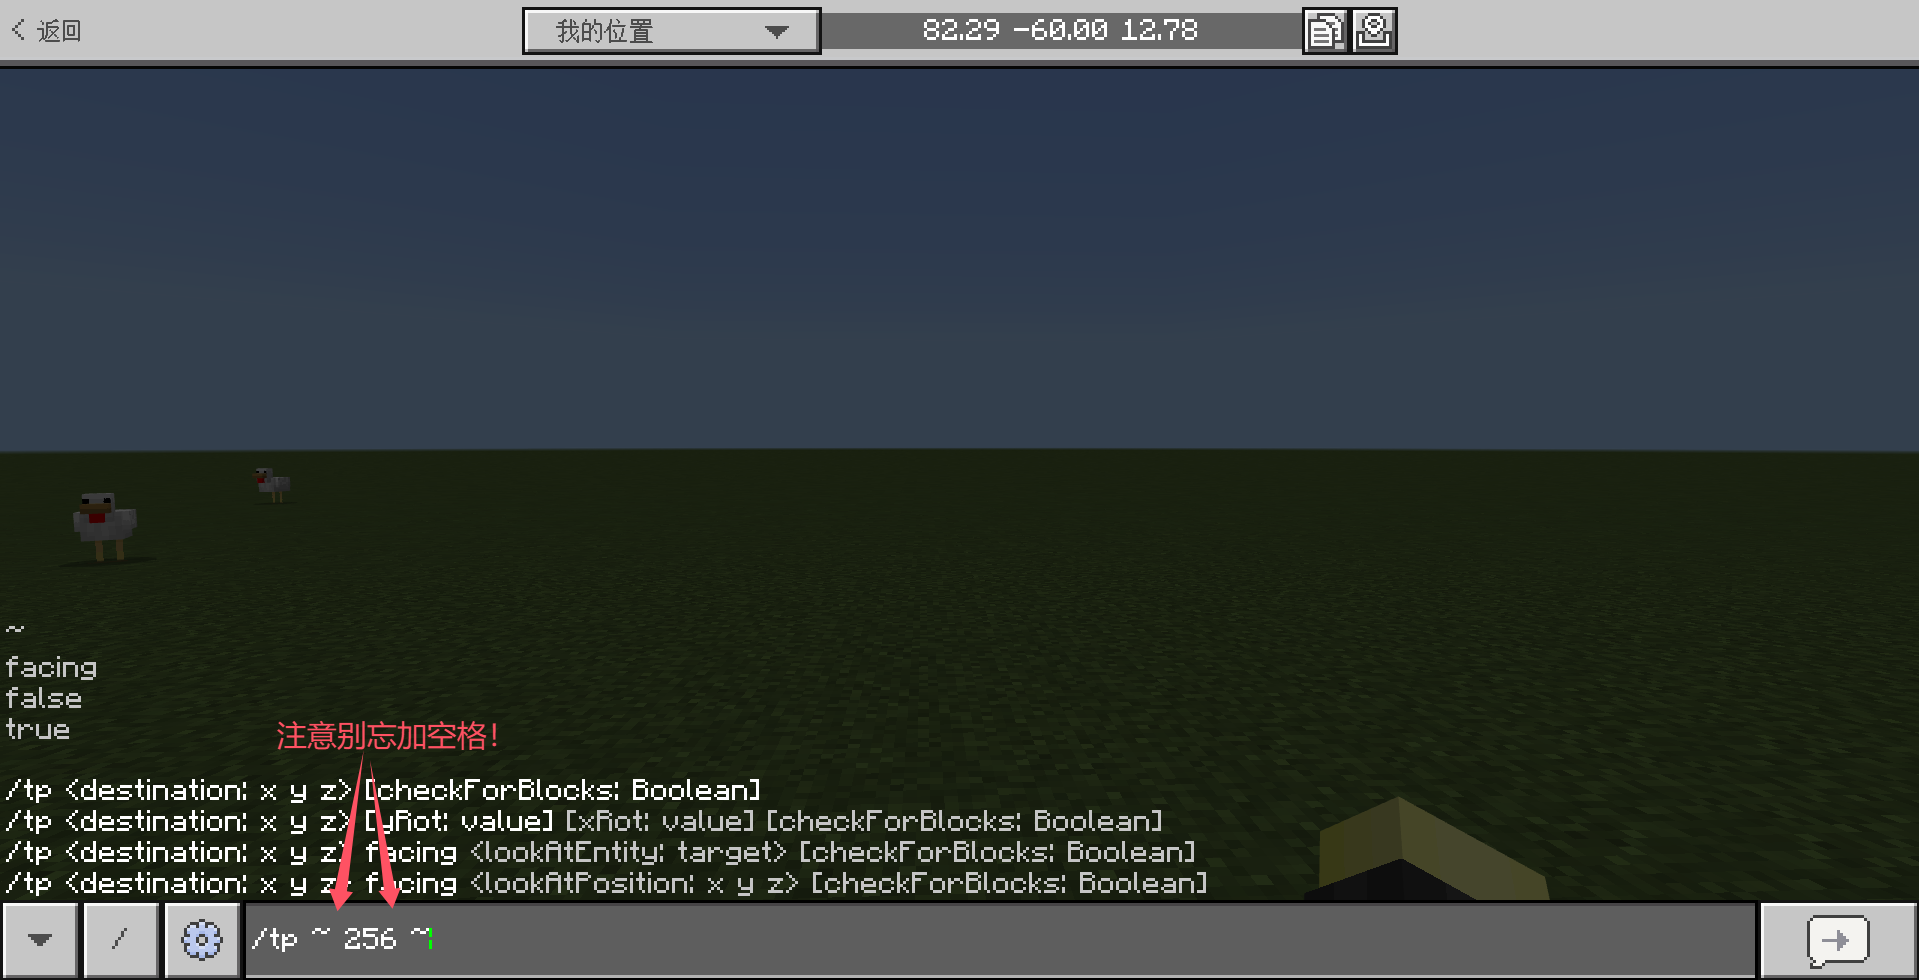 返回
我的位置
82.29 -60.00 12.78
~
facing
false
true
注意别忘加空格！
/tp <destination: x y z> [checkForBlocks: Boolean]
/tp <destination: x y z> [yRot: value] [xRot: value] [checkForBlocks: Boolean]
/tp <destination: x y z> facing <lookAtEntity: target> [checkForBlocks: Boolean]
/tp <destination: x y z> facing <lookAtPosition: x y z> [checkForBlocks: Boolean]
/
/tp ~ 256 ~